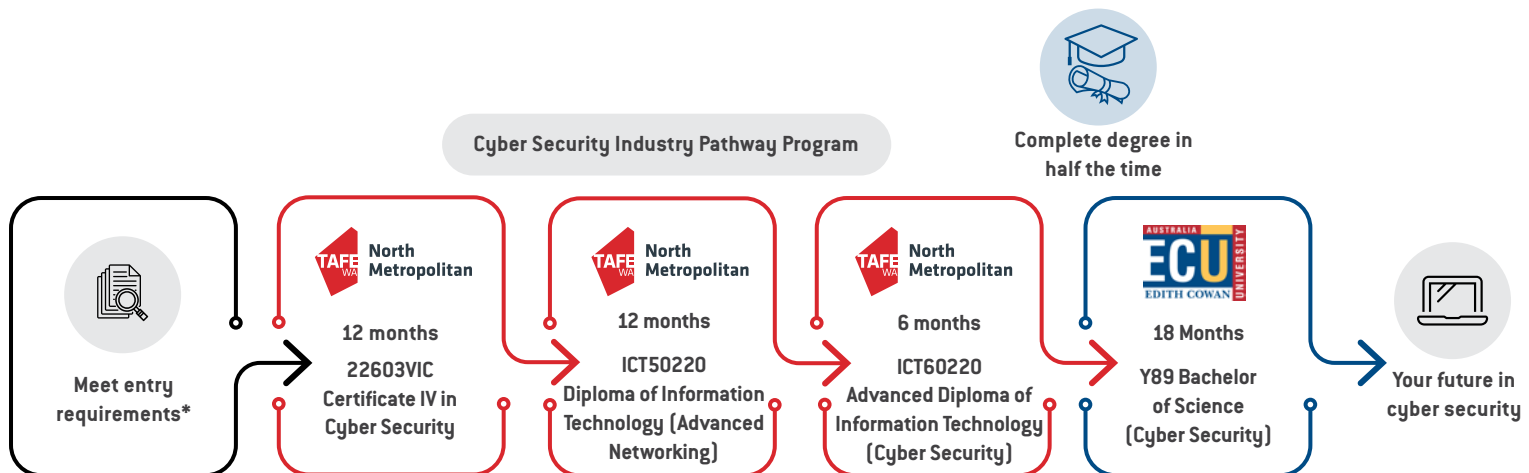 Complete degree in
half the time
Cyber Security Industry Pathway Program
Meet entry
requirements*
TAFE
WA
North
Metropolitan
12 months
22603VIC
Certificate IV in
Cyber Security
TAFE
WA
North
Metropolitan
12 months
ICT50220
Diploma of Information
Technology (Advanced
Networking)
TAFE
WA
North
Metropolitan
6 months
ICT60220
Advanced Diploma of
Information Technology
(Cyber Security)
AUSTRALIA
ECU
EDITH COWAN
UNIVERSITY
18 Months
Y89 Bachelor
of Science
(Cyber Security)
Your future in
cyber security